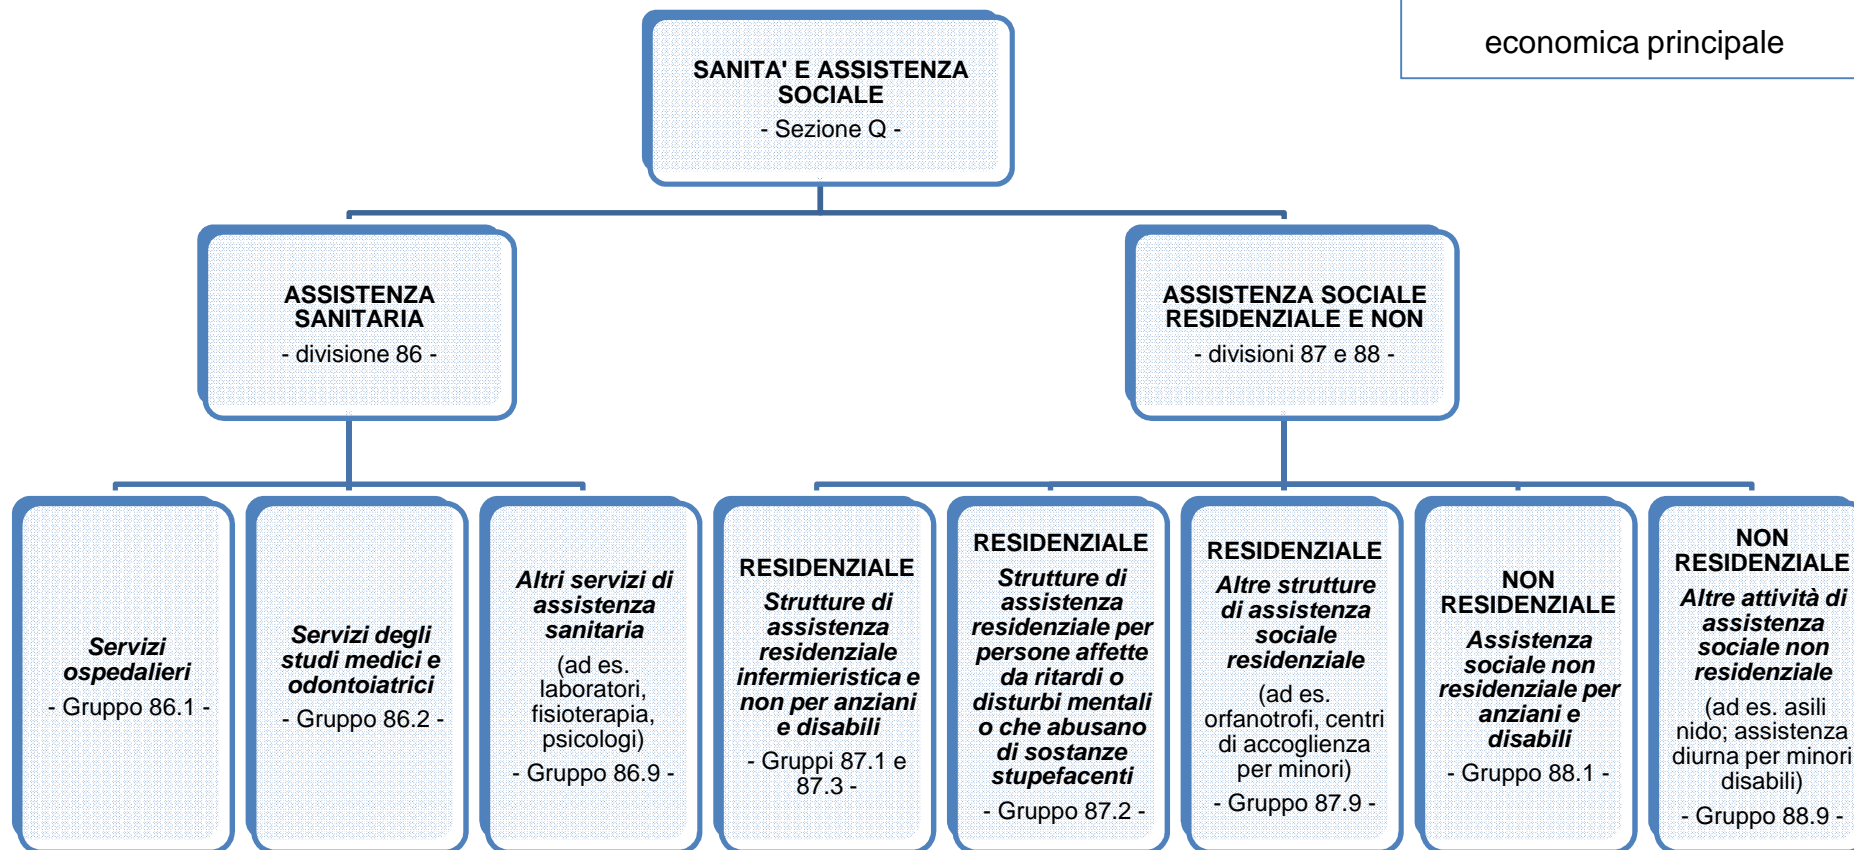 economica principale
SANITA' E ASSISTENZA
SOCIALE
- Sezione Q -
ASSISTENZA
SANITARIA
- divisione 86 -
ASSISTENZA SOCIALE
RESIDENZIALE E NON
- divisioni 87 e 88 -
Servizi
ospedalieri
- Gruppo 86.1 -
Servizi degli
studi medici e
odontoiatrici
- Gruppo 86.2 -
Altri servizi di
assistenza
sanitaria
(ad es.
laboratori,
fisioterapia,
psicologi)
- Gruppo 86.9 -
RESIDENZIALE
Strutture di
assistenza
residenziale
infermieristica e
non per anziani
e disabili
- Gruppi 87.1 e
87.3 -
RESIDENZIALE
Strutture di
assistenza
residenziale per
persone affette
da ritardi o
disturbi mentali
o che abusano
di sostanze
stupefacenti
- Gruppo 87.2 -
RESIDENZIALE
Altre strutture
di assistenza
sociale
residenziale
(ad es.
orfanotrofi, centri
di accoglienza
per minori)
- Gruppo 87.9 -
NON
RESIDENZIALE
Assistenza
sociale non
residenziale per
anziani e
disabili
- Gruppo 88.1 -
NON
RESIDENZIALE
Altre attività di
assistenza
sociale non
residenziale
(ad es. asili
nido; assistenza
diurna per minori
disabili)
- Gruppo 88.9 -